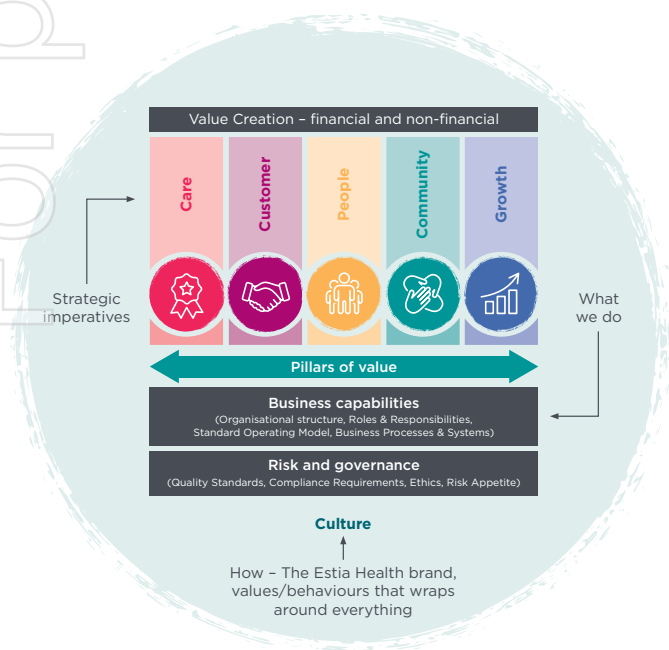 Value Creation – financial and non-financial
Care
Customer
People
Community
Growth
Strategic
imperatives
What
we do
Pillars of value
Business capabilities
(Organisational structure, Roles & Responsibilities,
Standard Operating Model, Business Processes & Systems)
Risk and governance
(Quality Standards, Compliance Requirements, Ethics, Risk Appetite)
Culture
How – The Estia Health brand,
values/behaviours that wraps
around everything
For p